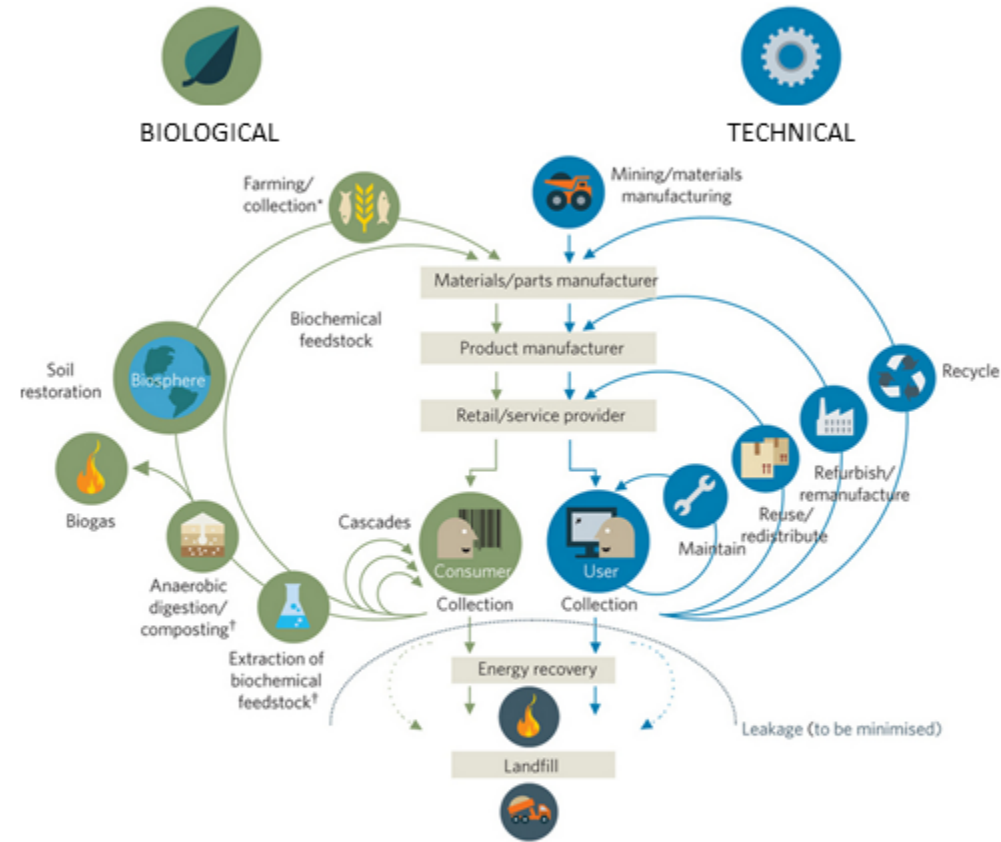 BIOLOGICAL
TECHNICAL
Farming/
collection*
Mining/materials
manufacturing
Materials/parts manufacturer
Biochemical
feedstock
Product manufacturer
Soil
restoration
Biosphere
Recycle
Retail/service provider
Refurbish/
remanufacture
Biogas
Cascades
Reuse/
redistribute
Maintain
Consumer
User
Anaerobic
digestion/
composting†
Collection
Collection
Extraction of
biochemical
feedstock†
Energy recovery
Leakage (to be minimised)
Landfill